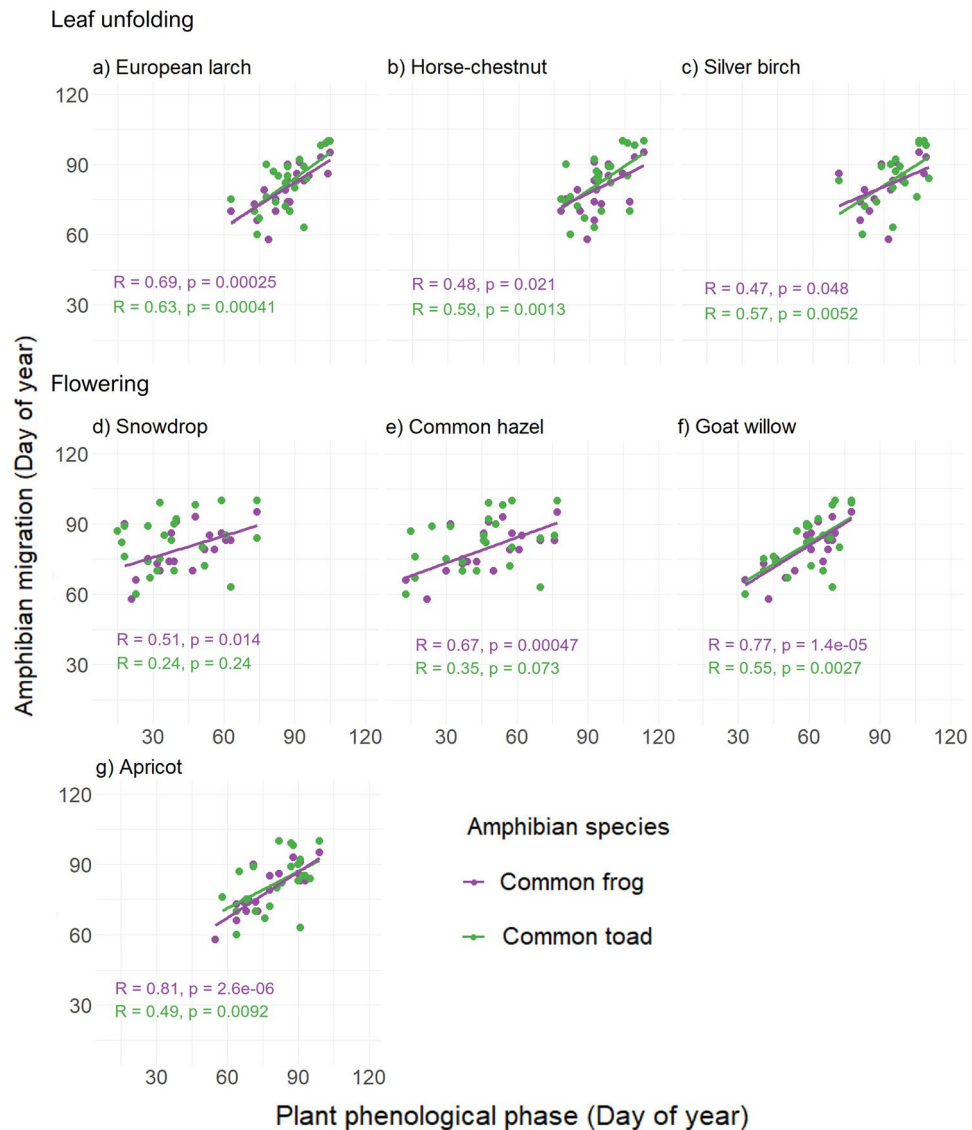 Leaf unfolding
a) European larch
b) Horse-chestnut
c) Silver birch
120
90
60
30
R = 0.69, p = 0.00025
R = 0.63, p = 0.00041
R = 0.48, p = 0.021
R = 0.59, p = 0.0013
R = 0.47, p = 0.048
R = 0.57, p = 0.0052
Amphibian migration (Day of year)
Flowering
d) Snowdrop
e) Common hazel
f) Goat willow
120
90
60
30
R = 0.51, p = 0.014
R = 0.24, p = 0.24
R = 0.67, p = 0.00047
R = 0.35, p = 0.073
R = 0.77, p = 1.4e-05
R = 0.55, p = 0.0027
30 60 90 120 30 60 90 120 30 60 90 120
g) Apricot
120
90
60
30
R = 0.81, p = 2.6e-06
R = 0.49, p = 0.0092
30 60 90 120
Amphibian species
Common frog
Common toad
Plant phenological phase (Day of year)